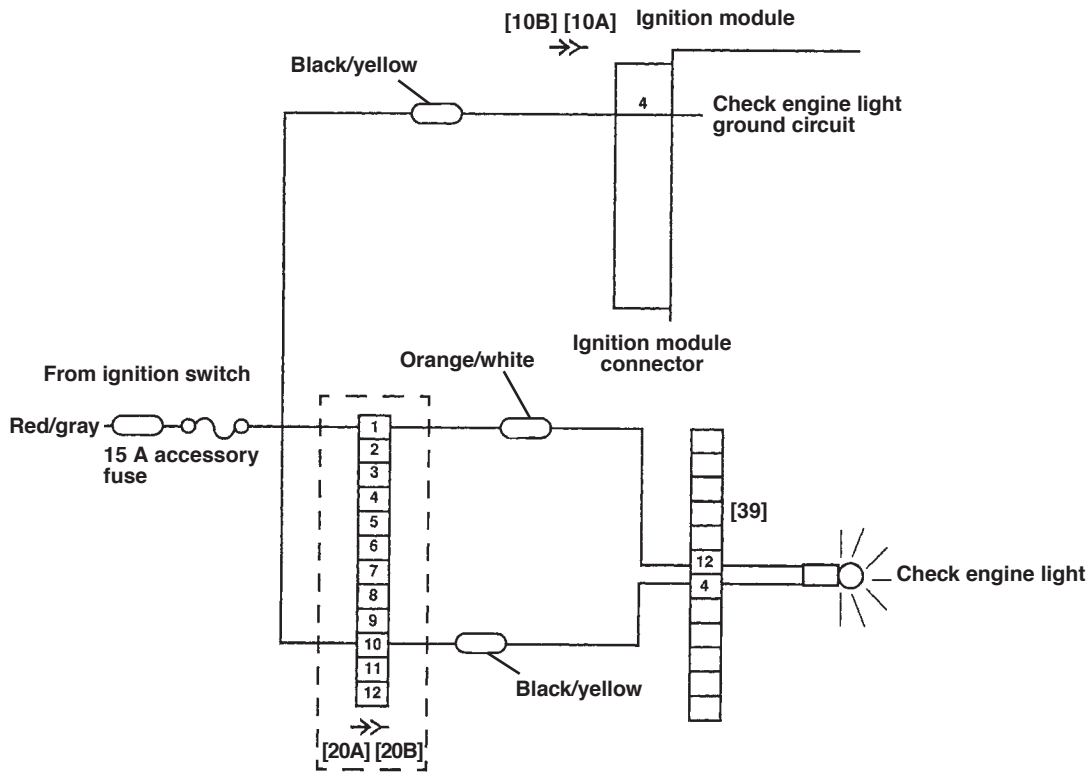 [10B] [10A]
Ignition module
Black/yellow
4
Check engine light
ground circuit
Ignition module
connector
From ignition switch
Orange/white
Red/gray
15 A accessory
fuse
1
2
3
4
5
6
7
8
9
10
11
12
[39]
12
4
Check engine light
Black/yellow
[20A] [20B]